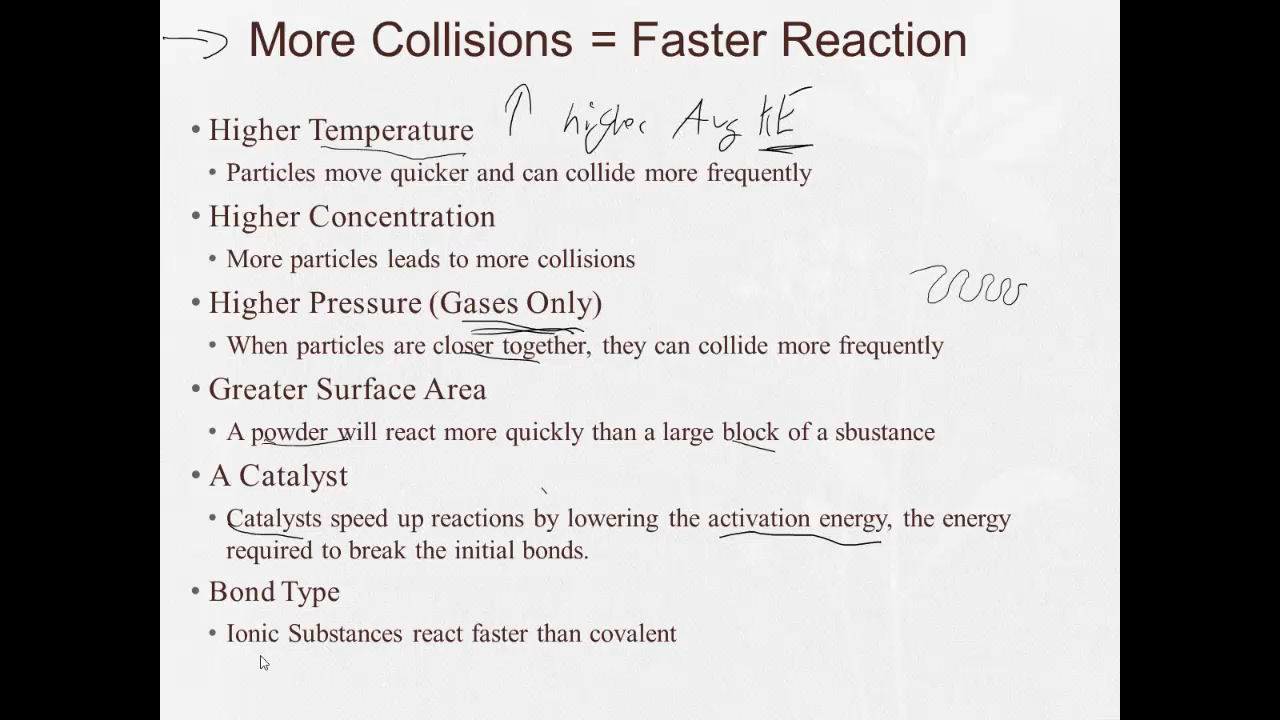 More Collisions = Faster Reaction
• Higher Temperature ↑ higher Avg KE
• Particles move quicker and can collide more frequently
• Higher Concentration
• More particles leads to more collisions
• Higher Pressure (Gases Only)
• When particles are closer together, they can collide more frequently
• Greater Surface Area
• A powder will react more quickly than a large block of a sbustance
• A Catalyst
• Catalysts speed up reactions by lowering the activation energy, the energy
required to break the initial bonds.
• Bond Type
• Ionic Substances react faster than covalent